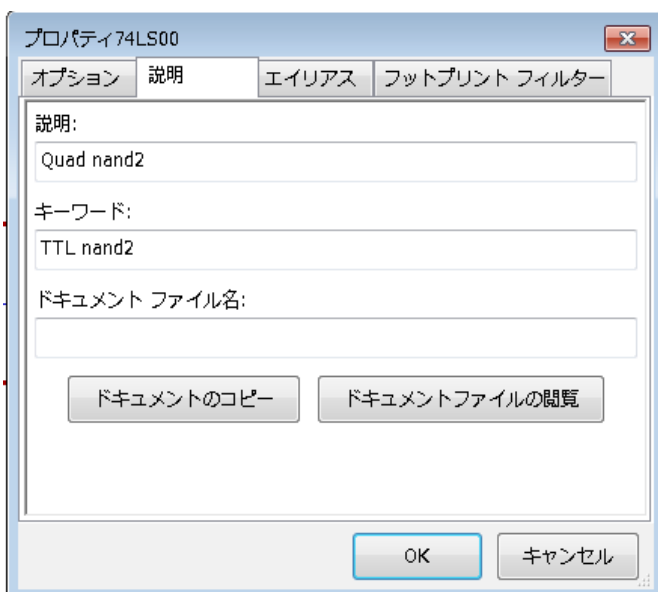 プロパティ74LS00
オプション 説明 エイリアス フットプリント フィルター
説明:
Quad nand2
キーワード:
TTL nand2
ドキュメント ファイル名:
ドキュメントのコピー ドキュメントファイルの閲覧
OK キャンセル